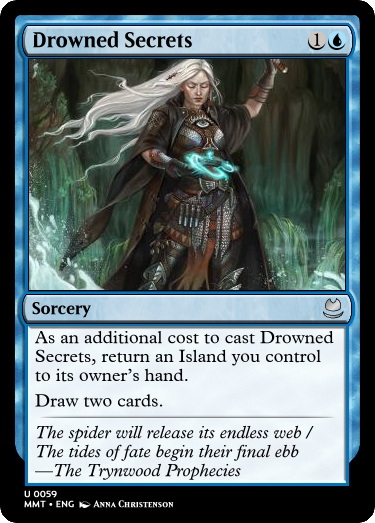 Drowned Secrets 1
Sorcery
As an additional cost to cast Drowned
Secrets, return an Island you control
to its owner's hand.
Draw two cards.
The spider will release its endless web /
The tides of fate begin their final ebb
—The Trynwood Prophecies
U 0059
MMT • ENG Anna Christenson